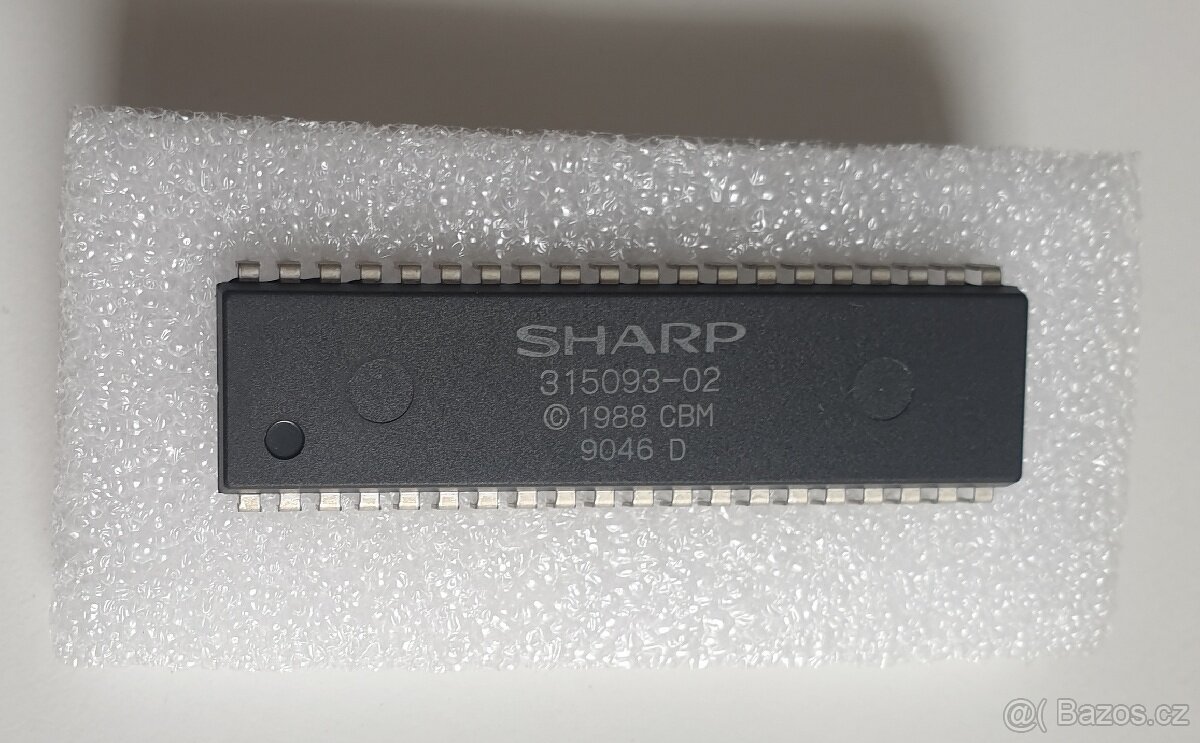 SHARP
315093-02
© 1988 CBM
9046 D
@( Bazos.cz